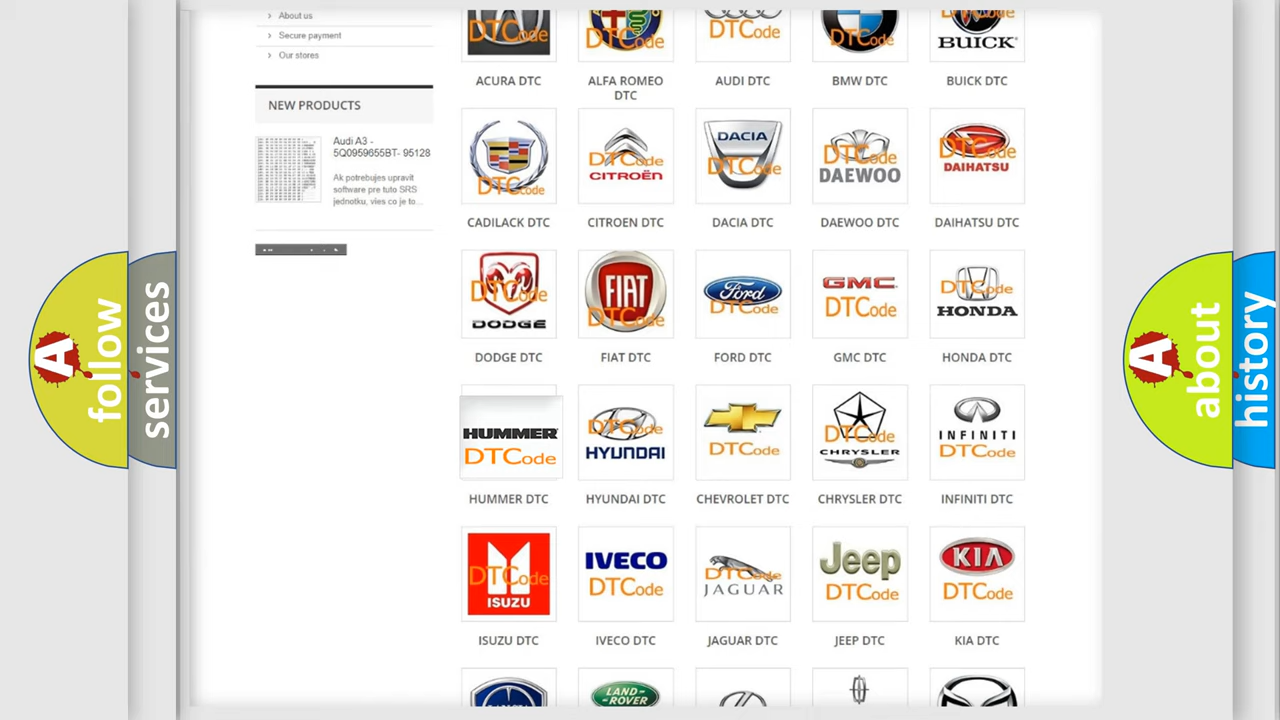 About us
Secure payment
Our stores
NEW PRODUCTS
Audi A3 -
5Q0959655BT- 95128
Ak potrebujes upravit
software pre tuto SRS
jednotku, vies co je to...
DTCode
DTCode
DTCode
DTCode
BUICK
ACURA DTC
ALFA ROMEO
DTC
AUDI DTC
BMW DTC
BUICK DTC
DTCode
DTCode
CITROËN
DACIA
DTCode
DTCode
DAEWOO
DTCode
DAIHATSU
CADILACK DTC
CITROEN DTC
DACIA DTC
DAEWOO DTC
DAIHATSU DTC
DTCode
DODGE
FIAT
DTCode
Ford
DTCode
GMC
DTCode
DTCode
HONDA
DODGE DTC
FIAT DTC
FORD DTC
GMC DTC
HONDA DTC
HUMMER
DTCode
DTCode
HYUNDAI
DTCode
DTCode
CHRYSLER
INFINITI
DTCode
HUMMER DTC
HYUNDAI DTC
CHEVROLET DTC
CHRYSLER DTC
INFINITI DTC
DTCode
ISUZU
IVECO
DTCode
DTCode
JAGUAR
Jeep
DTCode
KIA
DTCode
ISUZU DTC
IVECO DTC
JAGUAR DTC
JEEP DTC
KIA DTC
LAND-
ROVER
A
follow
services
A
about
history